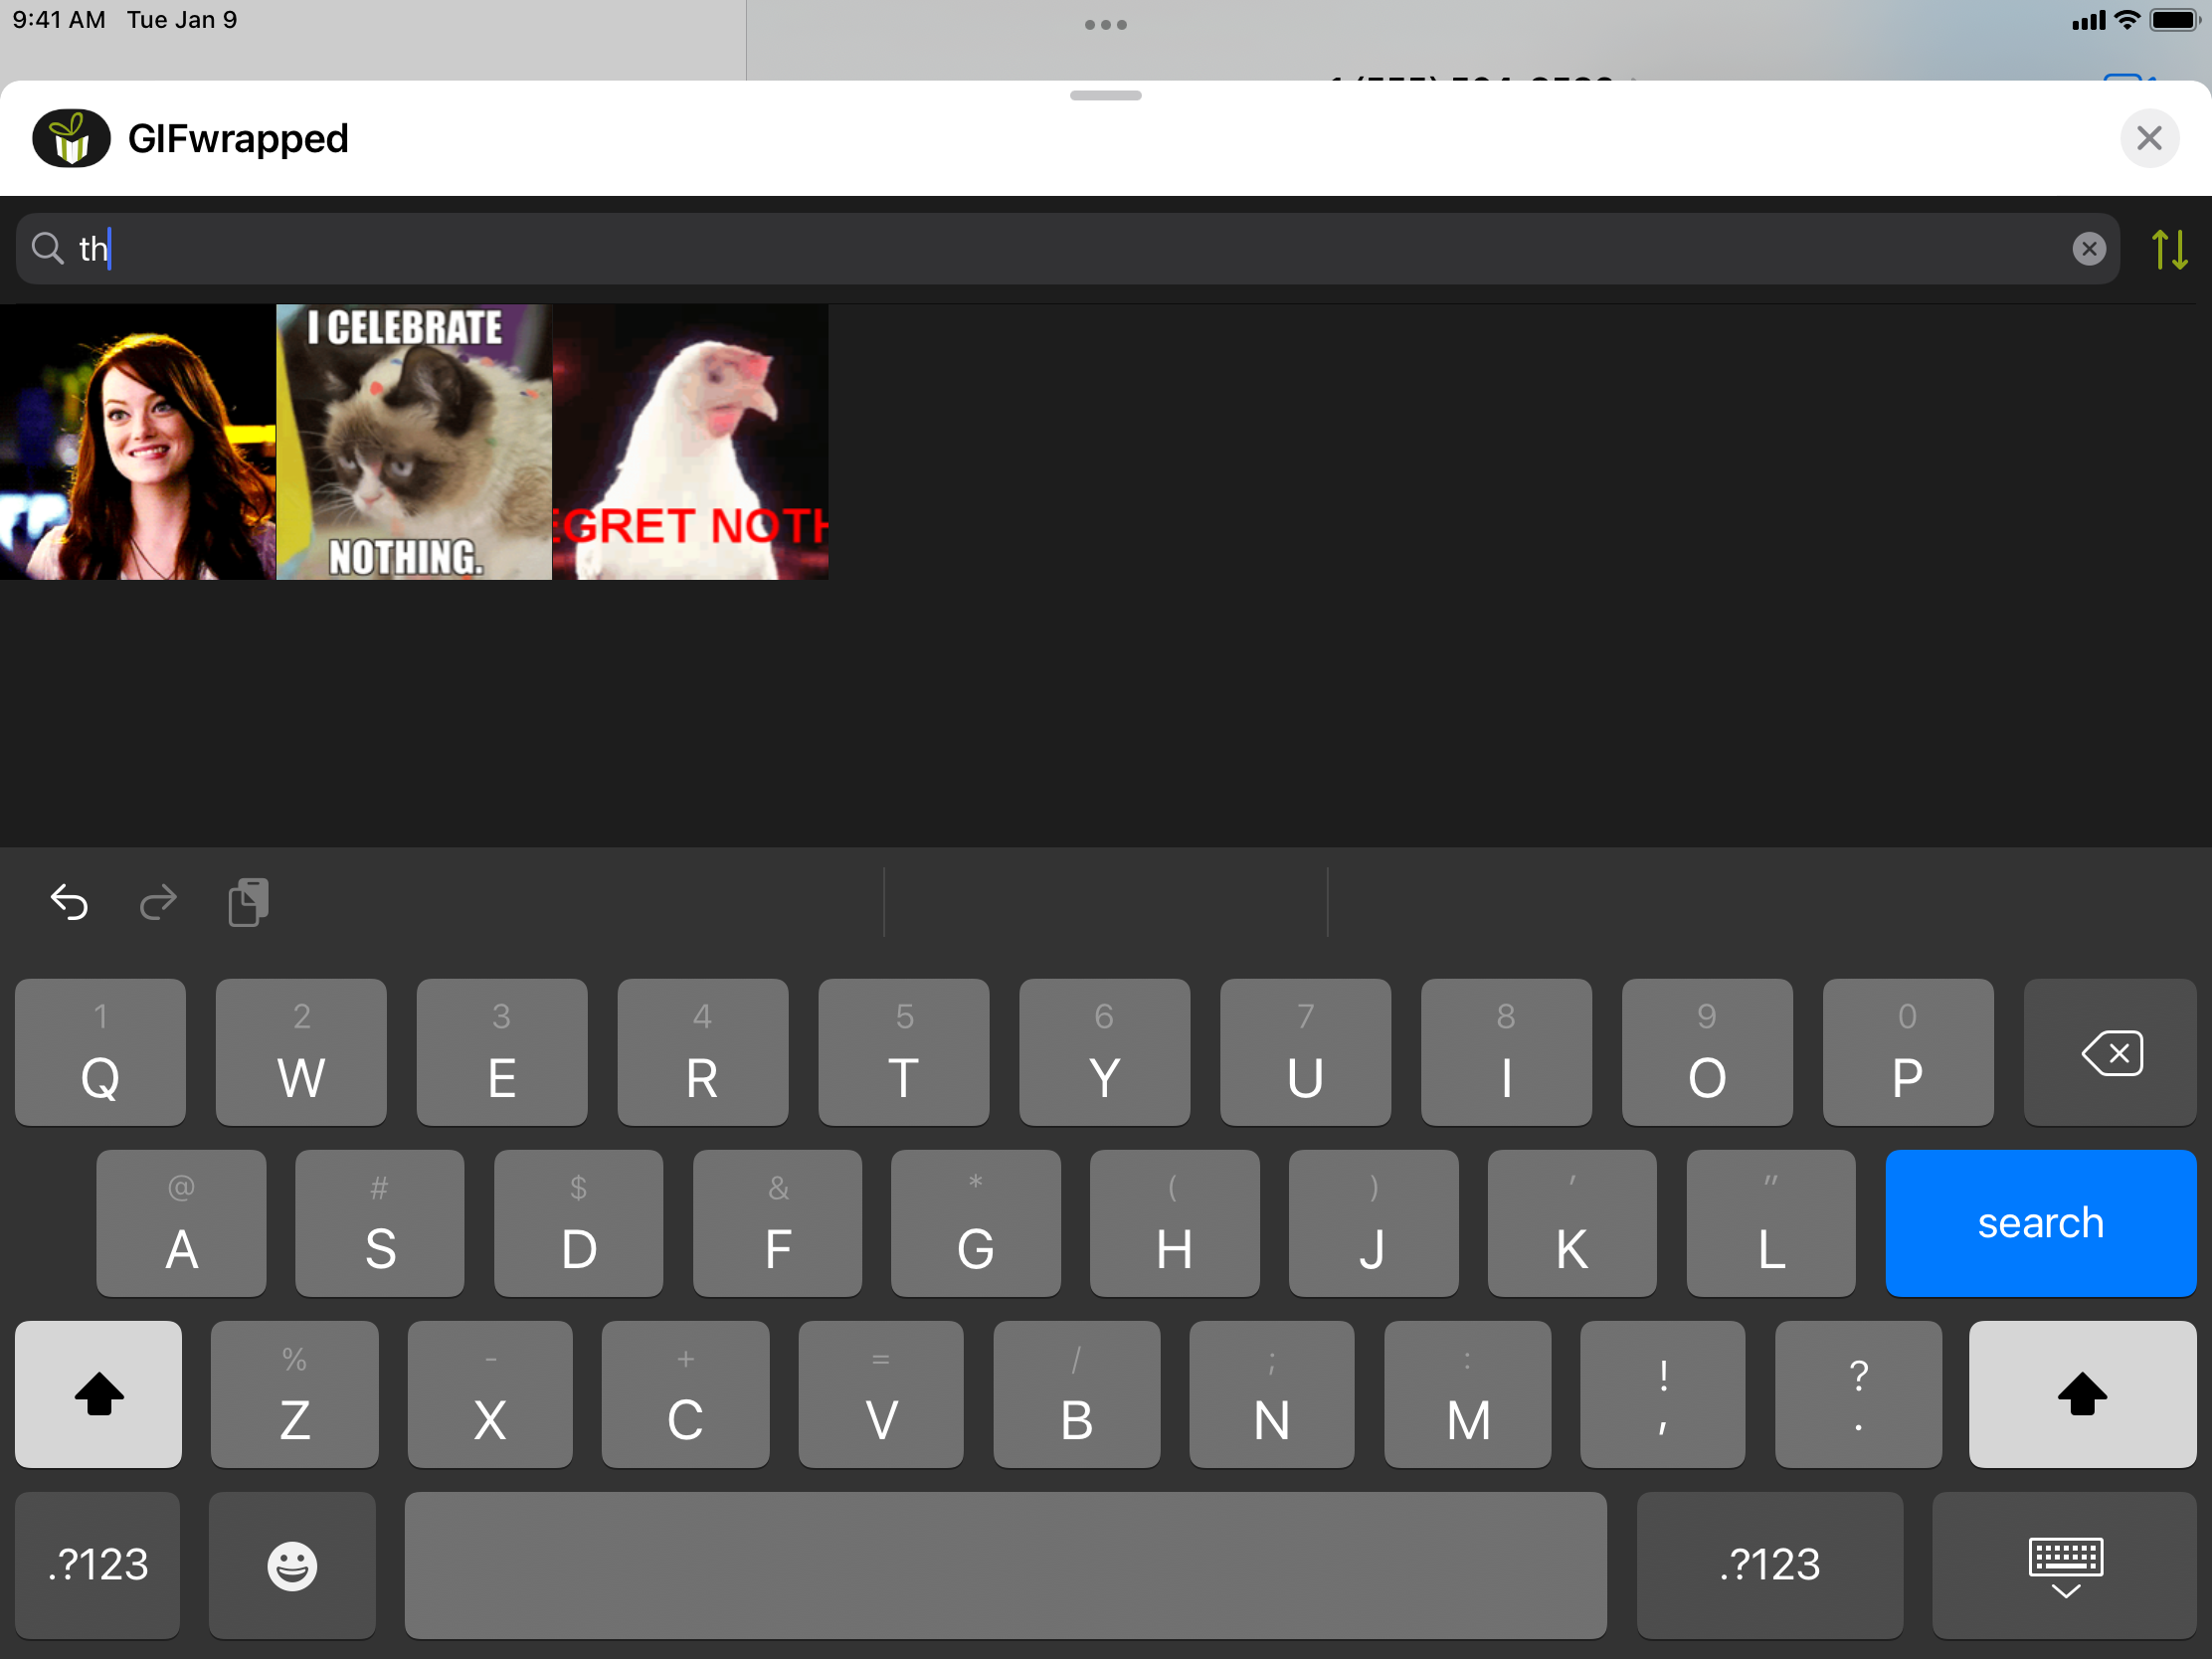 9:41 AM Tue Jan 9
GIFwrapped
th
I CELEBRATE
NOTHING.
EGRET NOTH
1 2 3 4 5 6 7 8 9 0
Q W E R T Y U I O P
@ # $ & * ( ) ' "
A S D F G H J K L search
% - + = / ; : ! ?
Z X C V B N M , .
.?123 .?123